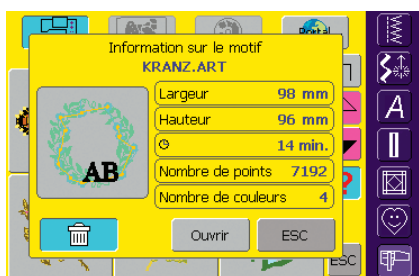 Portal
Information sur le motif
KRANZ.ART
Largeur 98 mm
Hauteur 96 mm
14 min.
Nombre de points 7192
Nombre de couleurs 4
AB
Ouvrir ESC
A
?
ESC